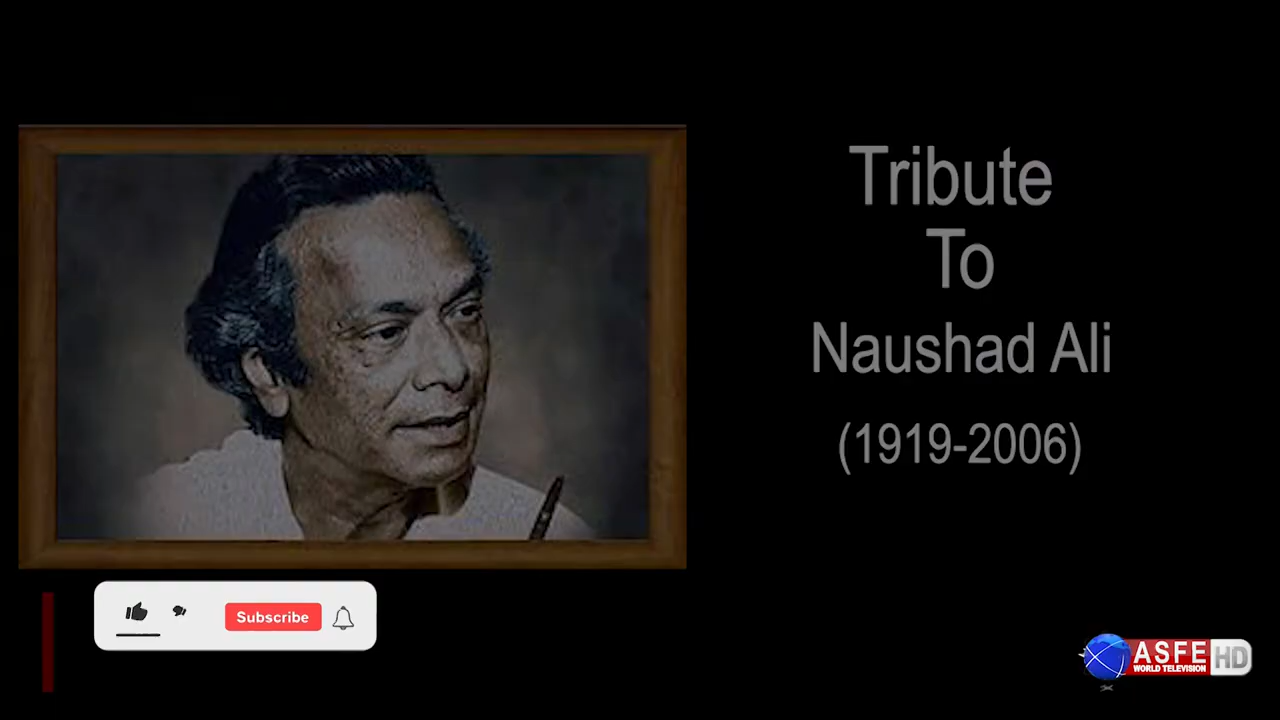 Tribute
To
Naushad Ali
(1919-2006)
Subscribe
ASFE HD
WORLD TELEVISION